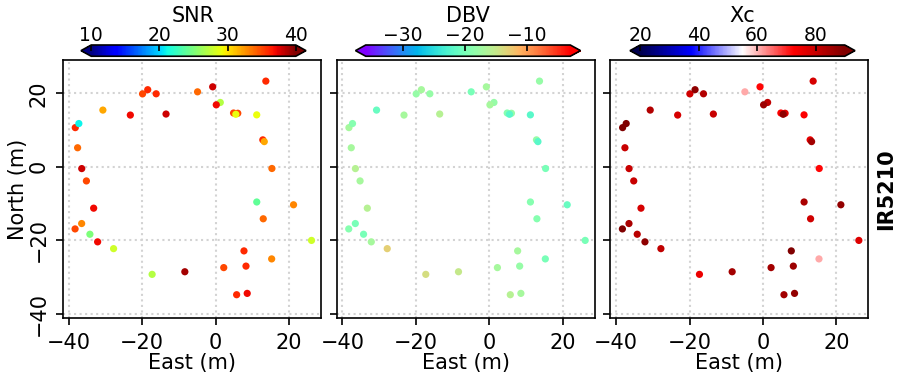 SNR DBV Xc
10 20 30 40 −30 −20 −10 20 40 60 80
20
0
−20
−40
North (m)
IR5210
−40 −20 0 20 −40 −20 0 20 −40 −20 0 20
East (m) East (m) East (m)